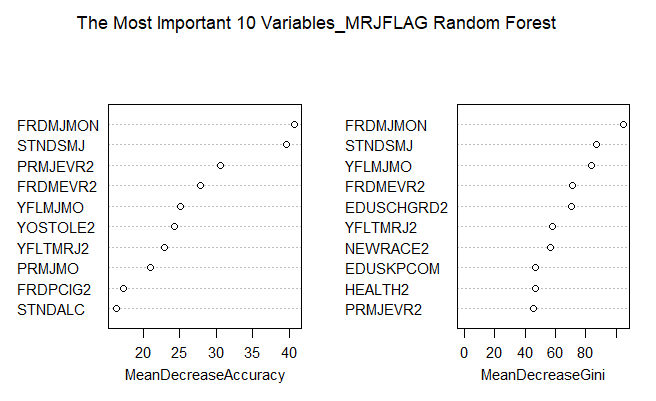 The Most Important 10 Variables_MRJFLAG Random Forest
FRDMJMON
STNDSMJ
PRMJEVR2
FRDMEVR2
YFLMJMO
YOSTOLE2
YFLTMRJ2
PRMJMO
FRDPCIG2
STNDALC
20 25 30 35 40
MeanDecreaseAccuracy
FRDMJMON
STNDSMJ
YFLMJMO
FRDMEVR2
EDUSCHGRD2
YFLTMRJ2
NEWRACE2
EDUSKPCOM
HEALTH2
PRMJEVR2
0 20 40 60 80
MeanDecreaseGini